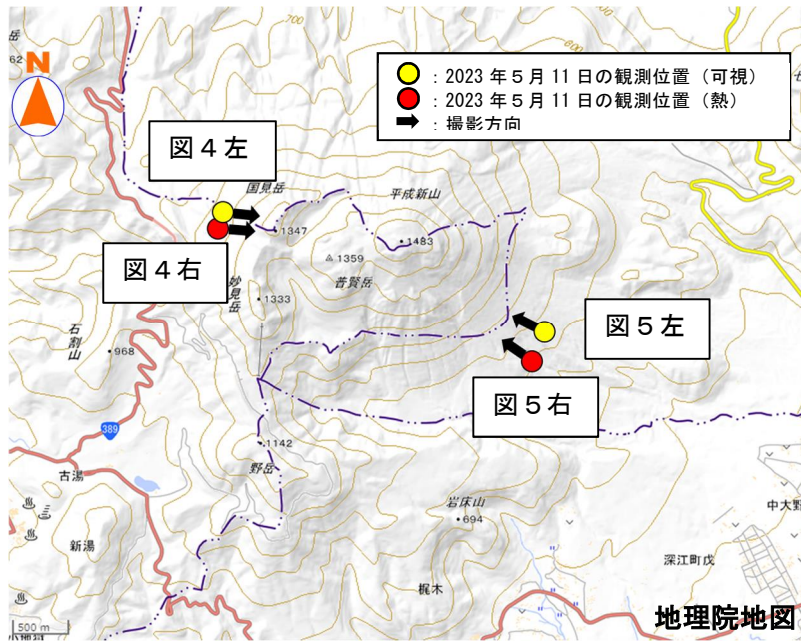 700
600
岳
62
N
：2023年５月11日の観測位置（可視）
：2023年５月11日の観測位置（熱）
：撮影方向
図４左
国見岳
平成新山
1347
1483
図４右
1359
普賢岳
妙見岳
1333
図５左
石割山
968
図５右
389
1142
古湯
野岳
岩床山
694
中大野
新湯
深江町戊
梶木
500 m
地理院地図